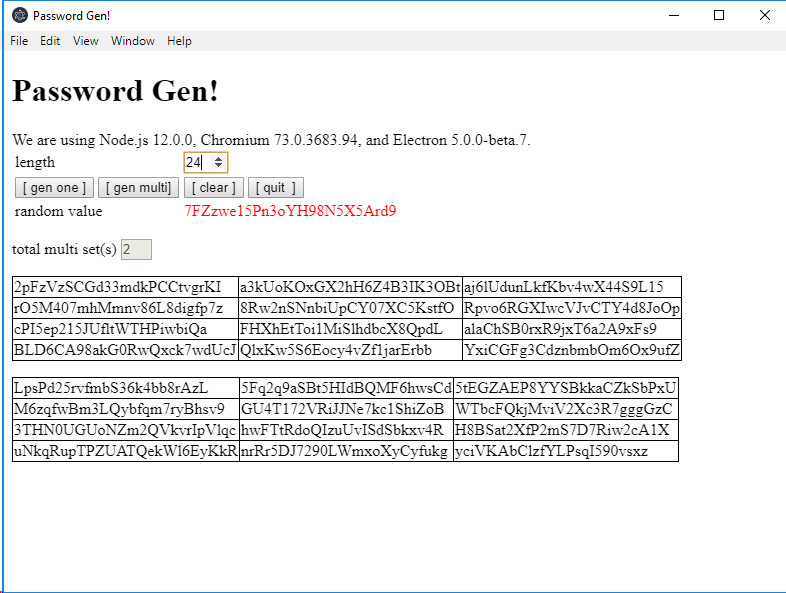 Password Gen!
File Edit View Window Help
Password Gen!
We are using Node.js 12.0.0, Chromium 73.0.3683.94, and Electron 5.0.0-beta.7.
length 24
[ gen one ] [ gen multi] [ clear ] [ quit ]
random value 7FZzwe15Pn3oYH98N5X5Ard9
total multi set(s) 2
2pFzVzSCGd33mdkPCCtvgrKI a3kUoKOxGX2hH6Z4B3IK3OBt aj6lUdunLkfKbv4wX44S9L15
rO5M407mhMmnv86L8digfp7z 8Rw2nSNnbiUpCY07XC5KstfO Rpvo6RGXIwcVJvCTY4d8JoOp
cPI5ep215JUfltWTHPiwbiQa FHXhEtToi1MiSlhdbcX8QpdL alaChSB0rxR9jxT6a2A9xFs9
BLD6CA98akG0RwQxck7wdUcJ QlxKw5S6Eocy4vZf1jarErbb YxiCGFg3CdznbmbOm6Ox9ufZ
LpsPd25rvfmbS36k4bb8rAzL 5Fq2q9aSBt5HIdBQMF6hwsCd 5tEGZAEP8YYSBkkaCZkSbPxU
M6zqfwBm3LQybfqm7ryBhsv9 GU4T172VRiJJNe7kc1ShiZoB WTbcFQkjMviV2Xc3R7gggGzC
3THN0UGUoNZm2QVkvrIpVlqc hwFTtRdoQIzuUvISdSbkxv4R H8BSat2XfP2mS7D7Riw2cA1X
uNkqRupTPZUATQekWl6EyKkR nrRr5DJ7290LWmxoXyCyfukg yciVKAbClzfYLPsqI590vsxz